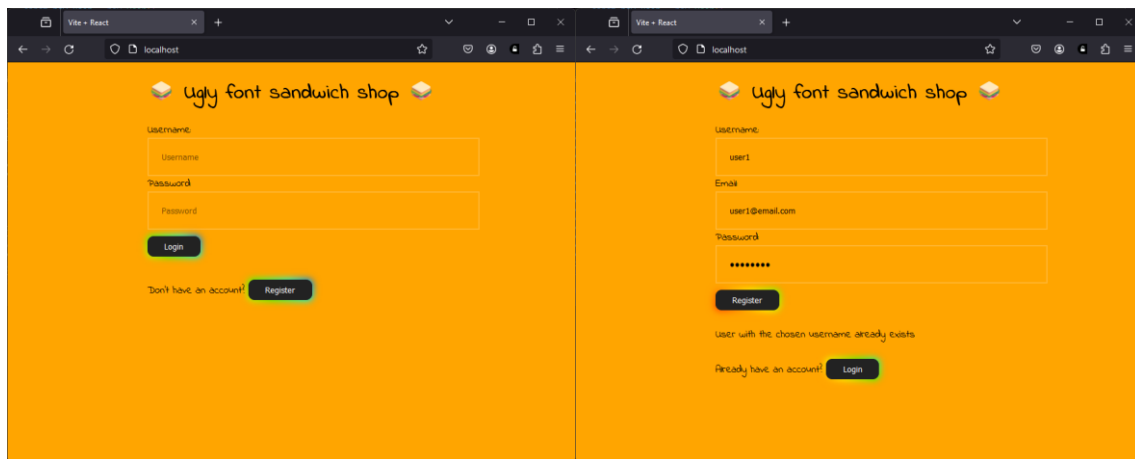 Vite + React
localhost
🥪 Ugly font sandwich shop 🥪
Username:
Username
Password
Password
Login
Don't have an account? Register
Vite + React
localhost
🥪 Ugly font sandwich shop 🥪
Username:
user1
Email
user1@email.com
Password
••••••••
Register
User with the chosen username already exists
Already have an account? Login